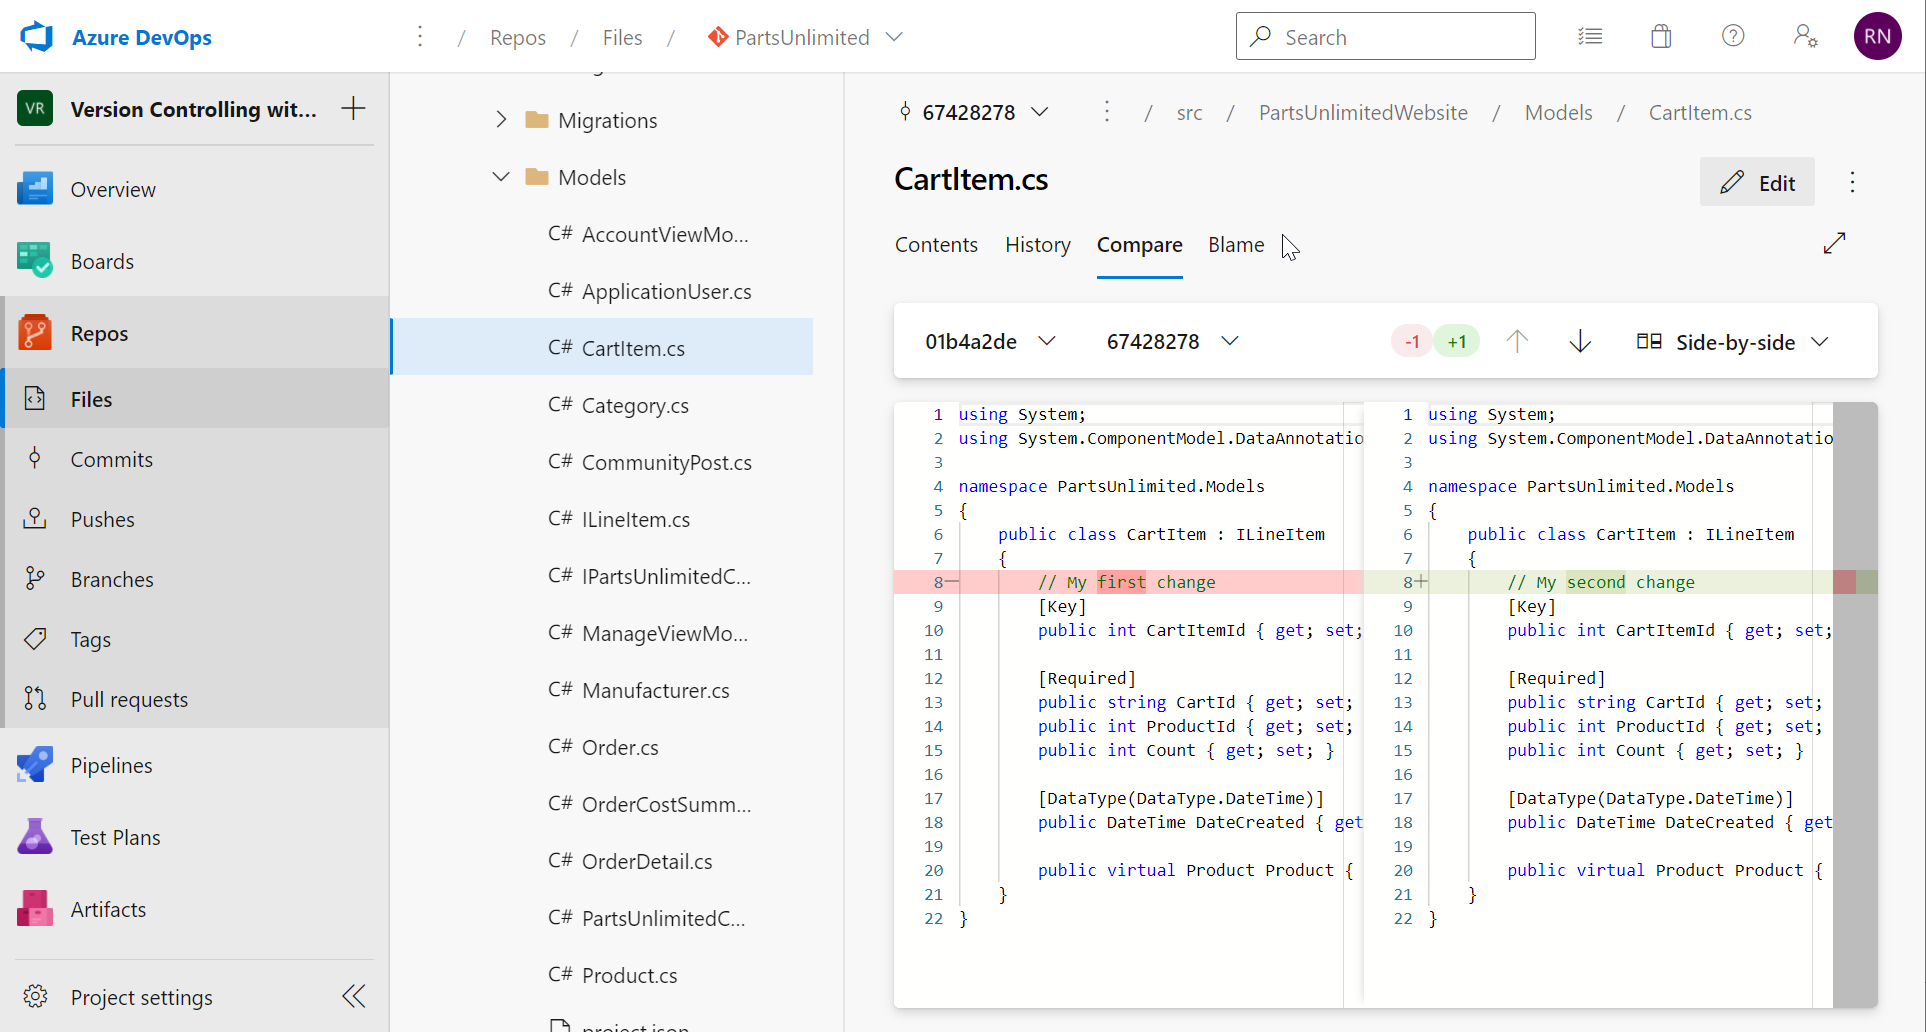 Azure DevOps
/ Repos / Files / PartsUnlimited
Search
RN
VR
Version Controlling wit...
Overview
Boards
Repos
Files
Commits
Pushes
Branches
Tags
Pull requests
Pipelines
Test Plans
Artifacts
Project settings
Migrations
Models
C# AccountViewMo...
C# ApplicationUser.cs
C# CartItem.cs
C# Category.cs
C# CommunityPost.cs
C# ILineItem.cs
C# IPartsUnlimitedC...
C# ManageViewMo...
C# Manufacturer.cs
C# Order.cs
C# OrderCostSumm...
C# OrderDetail.cs
C# PartsUnlimitedC...
C# Product.cs
project.json
67428278 / src / PartsUnlimitedWebsite / Models / CartItem.cs
CartItem.cs
Edit
Contents History Compare Blame
01b4a2de 67428278 -1 +1 Side-by-side
1 using System;
2 using System.ComponentModel.DataAnnotatio
3
4 namespace PartsUnlimited.Models
5 {
6 public class CartItem : ILineItem
7 {
8— // My first change
9 [Key]
10 public int CartItemId { get; set;
11
12 [Required]
13 public string CartId { get; set;
14 public int ProductId { get; set;
15 public int Count { get; set; }
16
17 [DataType(DataType.DateTime)]
18 public DateTime DateCreated { get
19
20 public virtual Product Product {
21 }
22 }
1 using System;
2 using System.ComponentModel.DataAnnotatio
3
4 namespace PartsUnlimited.Models
5 {
6 public class CartItem : ILineItem
7 {
8+ // My second change
9 [Key]
10 public int CartItemId { get; set;
11
12 [Required]
13 public string CartId { get; set;
14 public int ProductId { get; set;
15 public int Count { get; set; }
16
17 [DataType(DataType.DateTime)]
18 public DateTime DateCreated { get
19
20 public virtual Product Product {
21 }
22 }